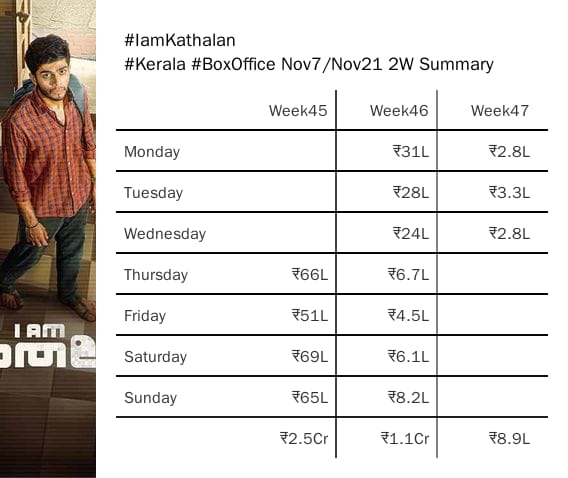 #IamKathalan
#Kerala #BoxOffice Nov7/Nov21 2W Summary
Week45 Week46 Week47
Monday ₹31L ₹2.8L
Tuesday ₹28L ₹3.3L
Wednesday ₹24L ₹2.8L
Thursday ₹66L ₹6.7L
Friday ₹51L ₹4.5L
Saturday ₹69L ₹6.1L
Sunday ₹65L ₹8.2L
₹2.5Cr ₹1.1Cr ₹8.9L
I AM